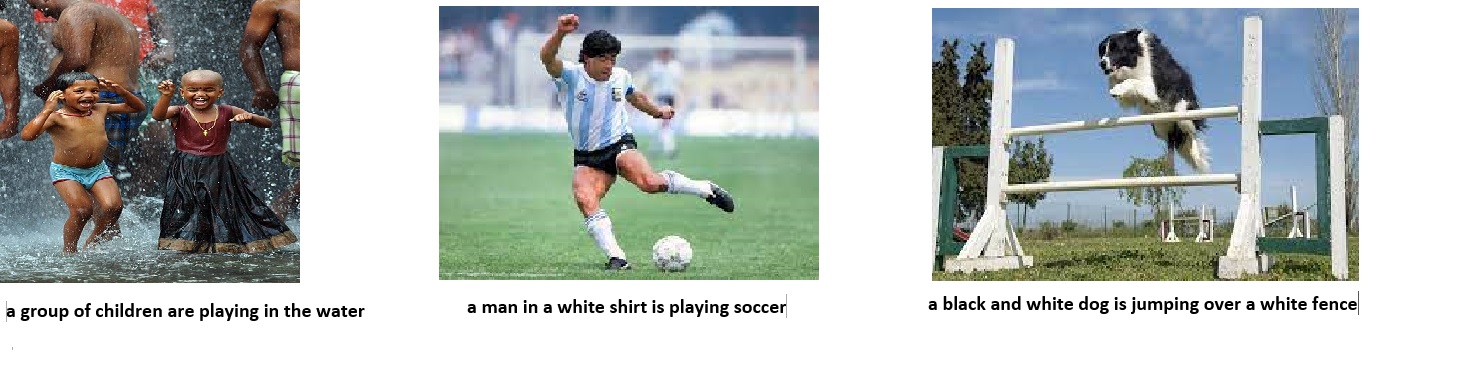 a group of children are playing in the water
a man in a white shirt is playing soccer
a black and white dog is jumping over a white fence